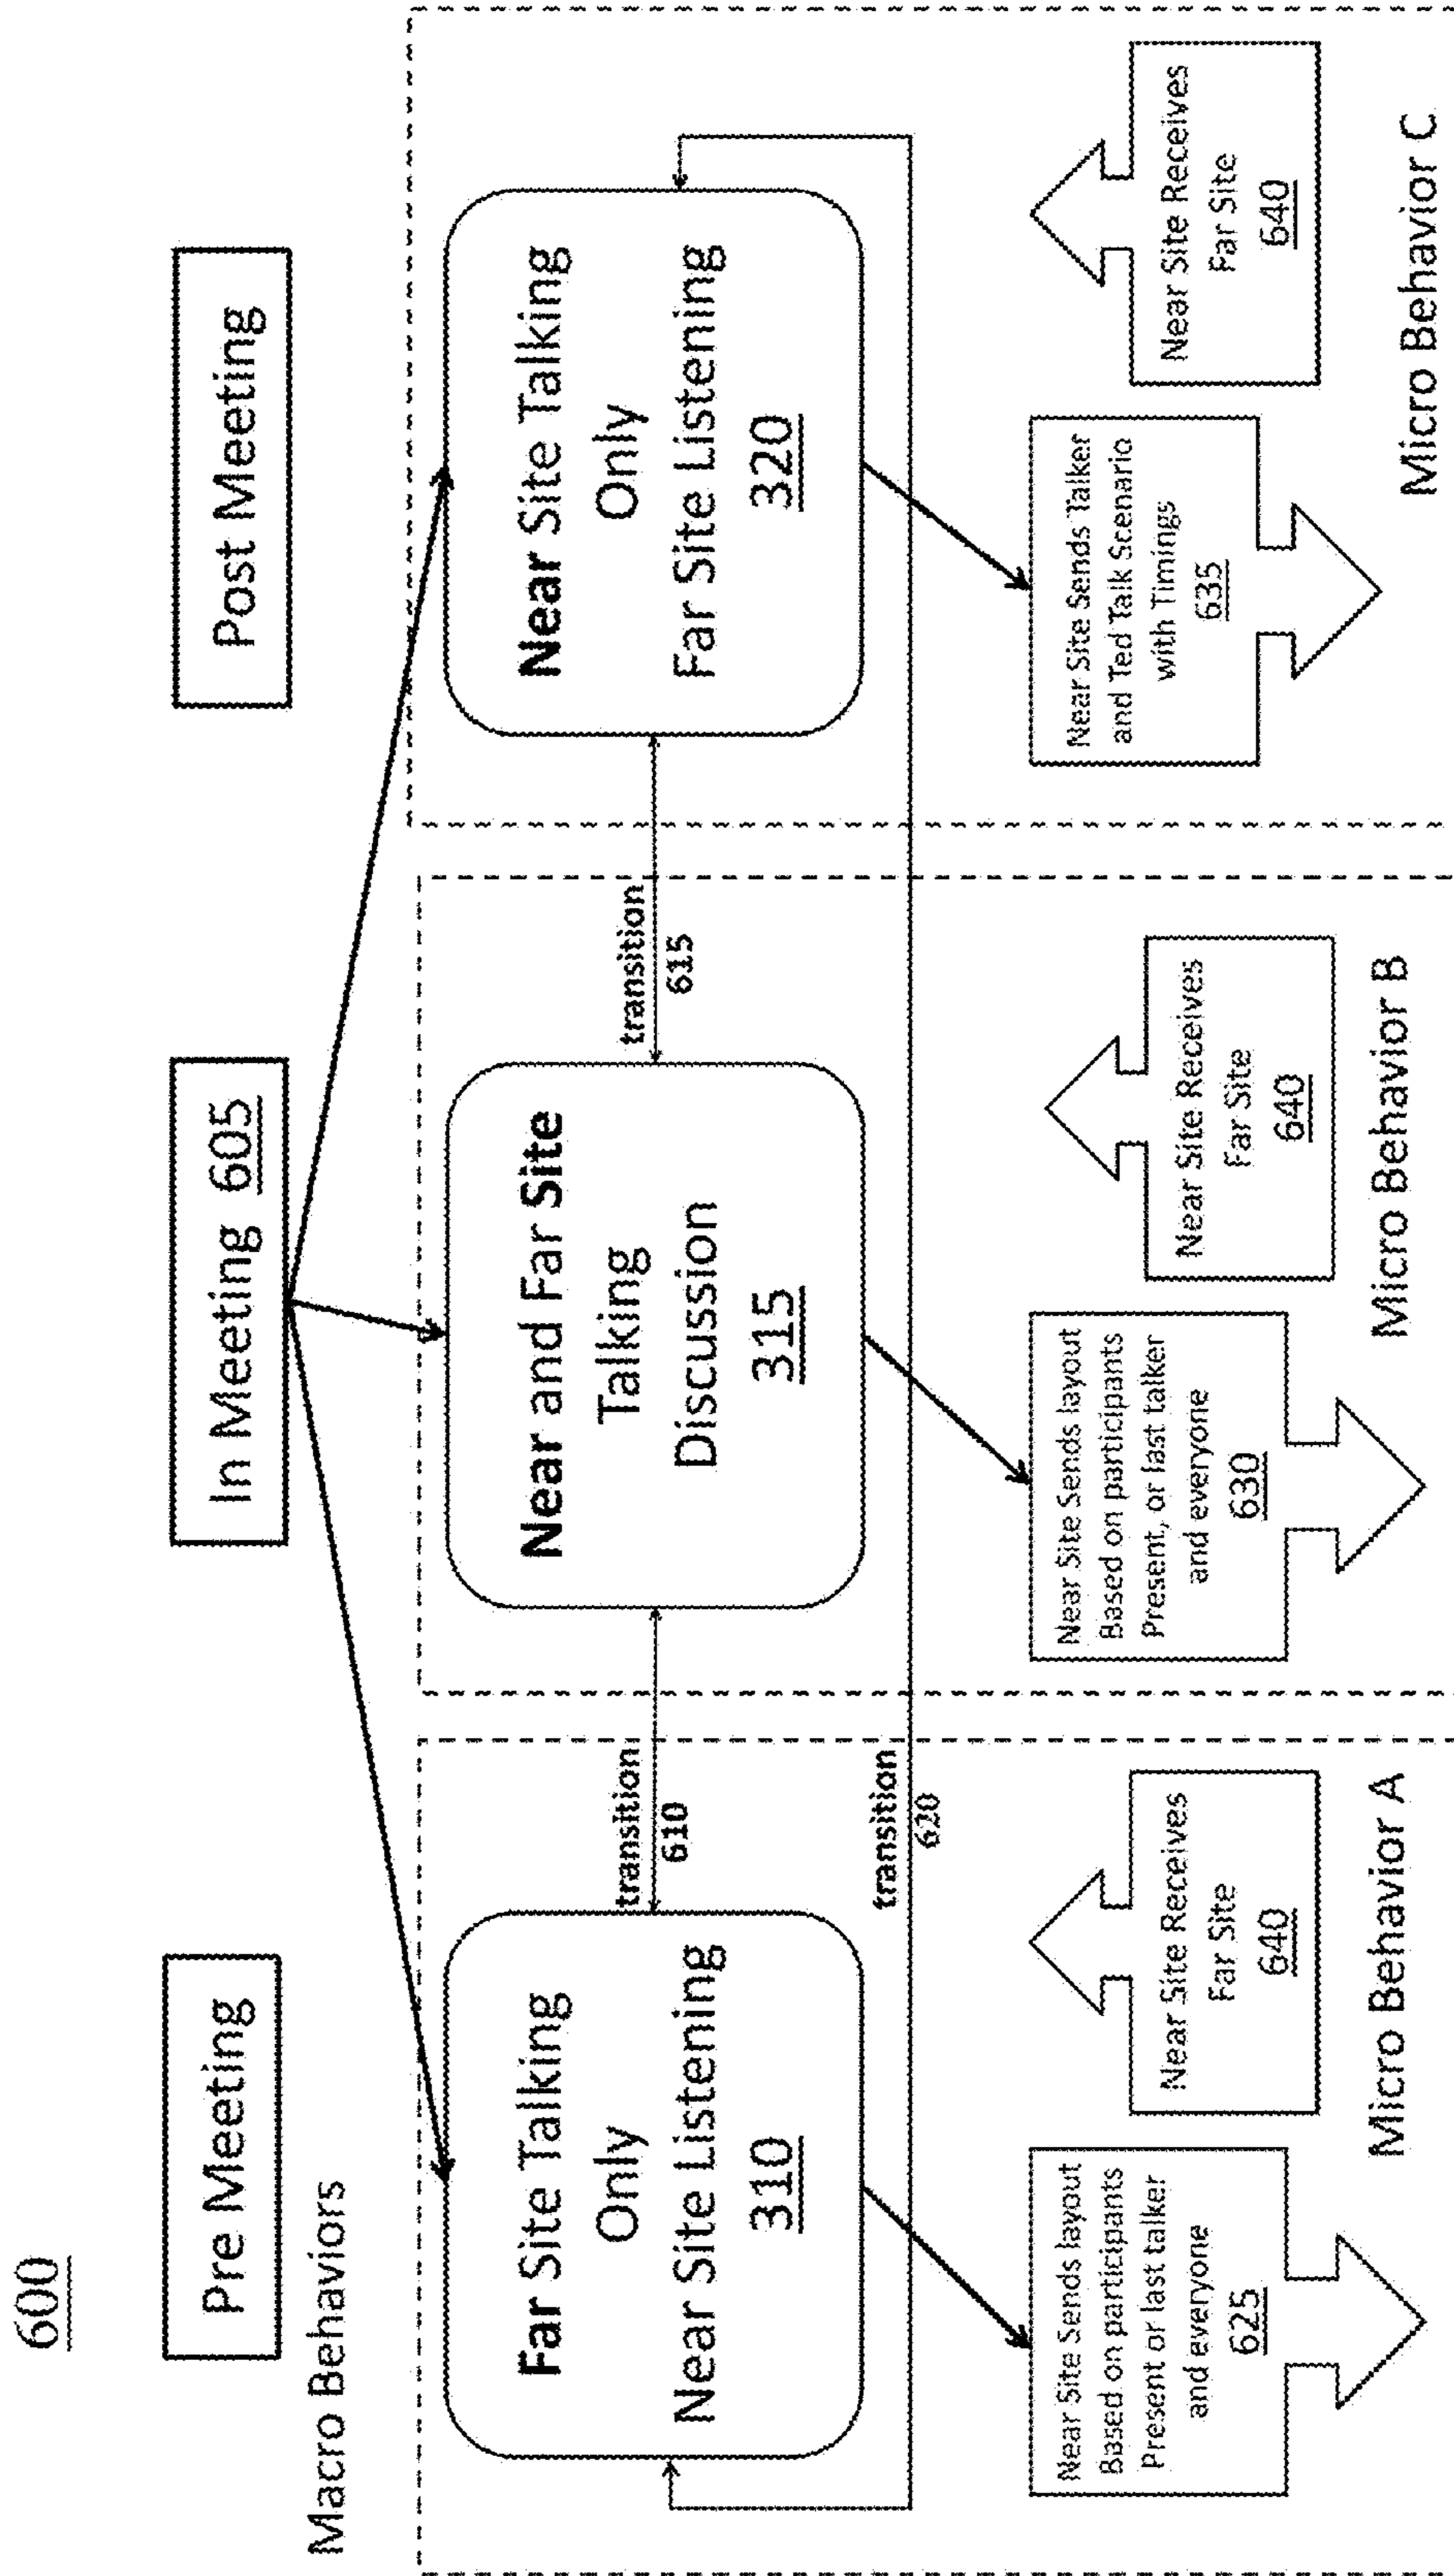 600
Pre Meeting
In Meeting 605
Post Meeting
Macro Behaviors
Far Site Talking
Only
Near Site Listening
310
transition
610
Near and Far Site
Talking
Discussion
315
transition
615
Near Site Talking
Only
Far Site Listening
320
transition
620
Near Site Sends layout
Based on participants
Present or last talker
and everyone
625
Near Site Receives
Far Site
640
Micro Behavior A
Near Site Sends layout
Based on participants
Present, or last talker
and everyone
630
Near Site Receives
Far Site
640
Micro Behavior B
Near Site Sends Talker
and Ted Talk Scenario
with Timings
635
Near Site Receives
Far Site
640
Micro Behavior C